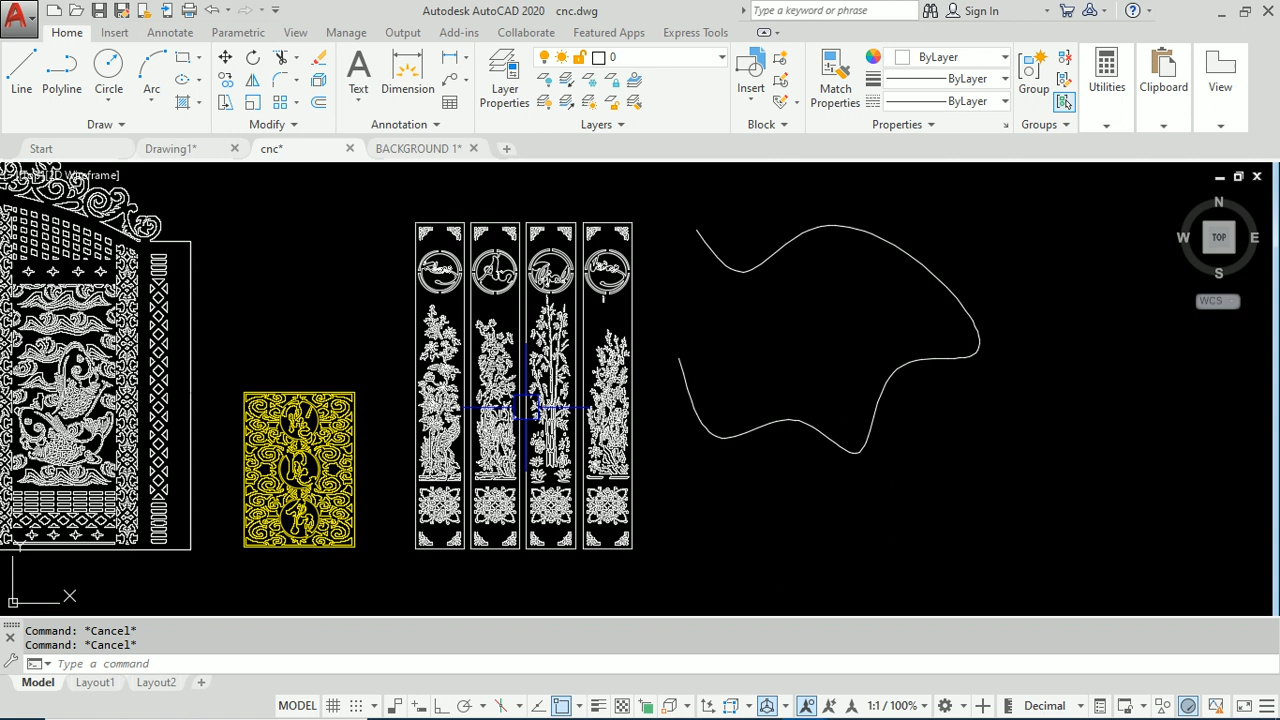 Autodesk AutoCAD 2020 cnc.dwg
Type a keyword or phrase
Sign In
Home Insert Annotate Parametric View Manage Output Add-ins Collaborate Featured Apps Express Tools
Line
Polyline
Circle
Arc
Draw
Modify
Text
Dimension
Annotation
Layer
Properties
0
Layers
Insert
Block
Match
Properties
ByLayer
ByLayer
ByLayer
Properties
Group
Groups
Utilities
Clipboard
View
Start
Drawing1*
cnc*
BACKGROUND 1*
2D Wireframe]
N
W
TOP
E
S
WCS
Y
X
Command: *Cancel*
Command: *Cancel*
Type a command
Model Layout1 Layout2
MODEL
1:1 / 100%
Decimal